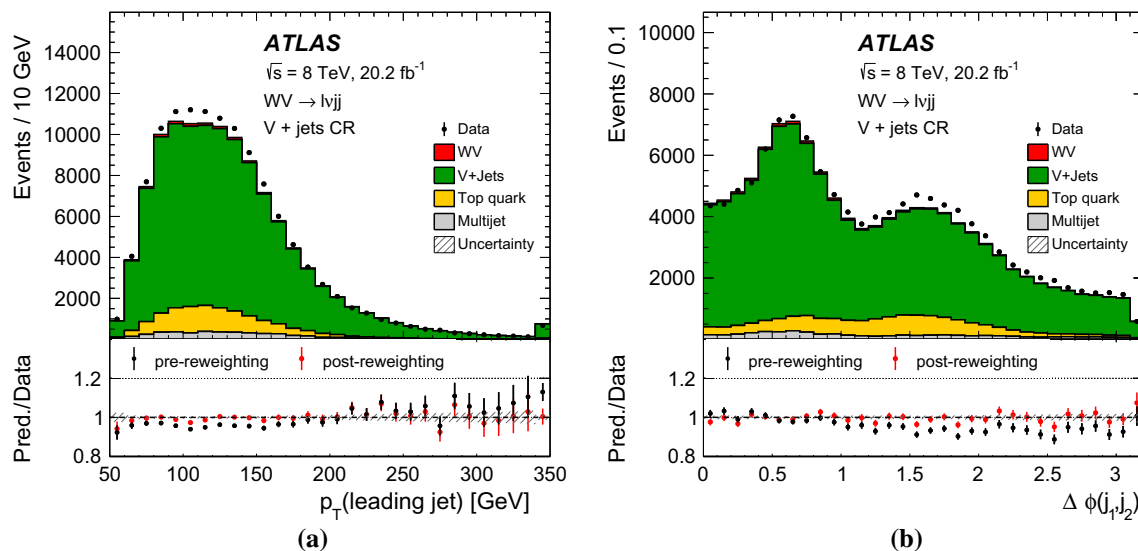 Events / 10 GeV
14000
12000
10000
8000
6000
4000
2000
ATLAS
√s = 8 TeV, 20.2 fb⁻¹
WV → lνjj
V + jets CR
Data
WV
V+Jets
Top quark
Multijet
Uncertainty
Pred./Data
1.2
1
0.8
pre-reweighting
post-reweighting
50 100 150 200 250 300 350
p_T(leading jet) [GeV]
(a)
Events / 0.1
10000
8000
6000
4000
2000
ATLAS
√s = 8 TeV, 20.2 fb⁻¹
WV → lνjj
V + jets CR
Data
WV
V+Jets
Top quark
Multijet
Uncertainty
Pred./Data
1.2
1
0.8
pre-reweighting
post-reweighting
0 0.5 1 1.5 2 2.5 3
Δ ϕ(j₁,j₂)
(b)